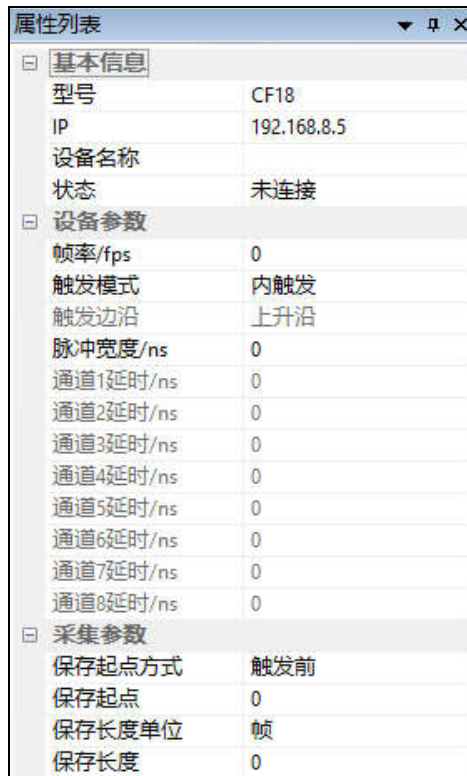 属性列表
基本信息
型号 CF18
IP 192.168.8.5
设备名称
状态 未连接
设备参数
帧率/fps 0
触发模式 内触发
触发边沿 上升沿
脉冲宽度/ns 0
通道1延时/ns 0
通道2延时/ns 0
通道3延时/ns 0
通道4延时/ns 0
通道5延时/ns 0
通道6延时/ns 0
通道7延时/ns 0
通道8延时/ns 0
采集参数
保存起点方式 触发前
保存起点 0
保存长度单位 帧
保存长度 0